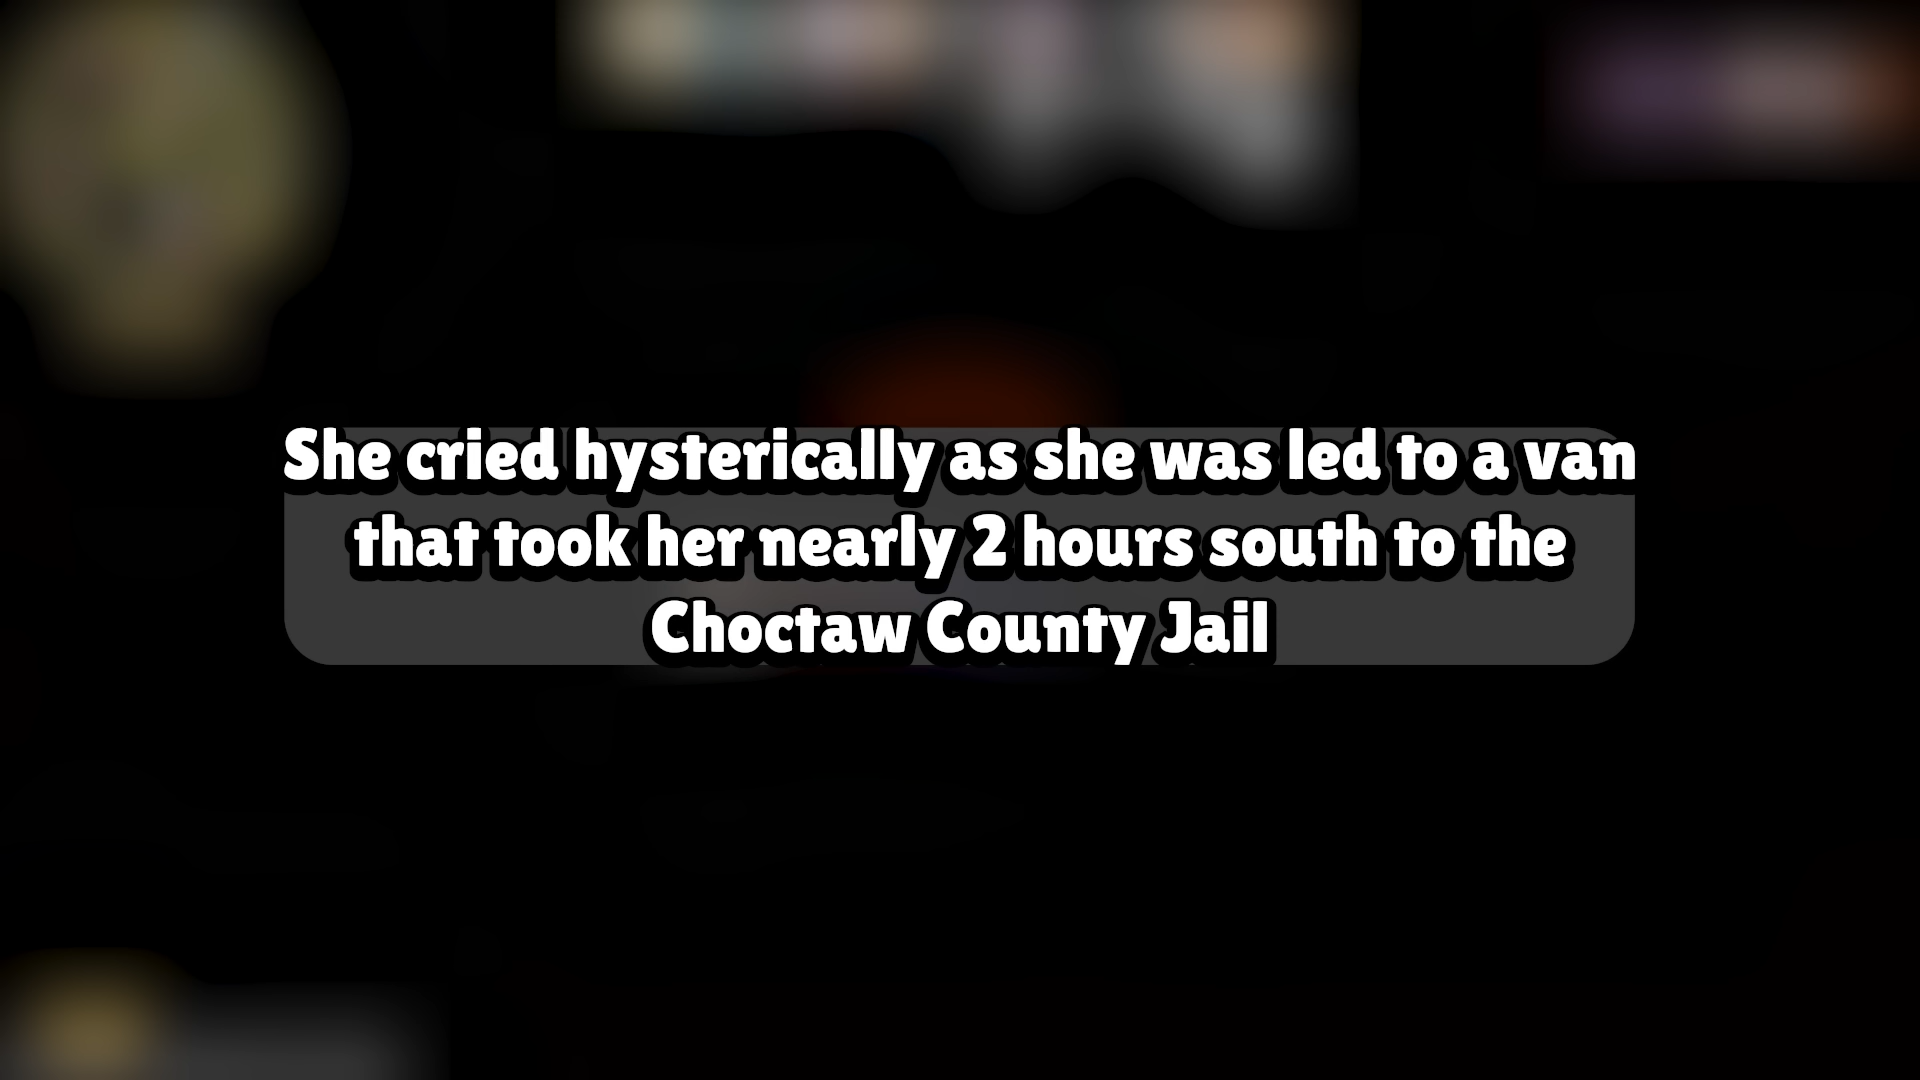 She cried hysterically as she was led to a van
that took her nearly 2 hours south to the
Choctaw County Jail